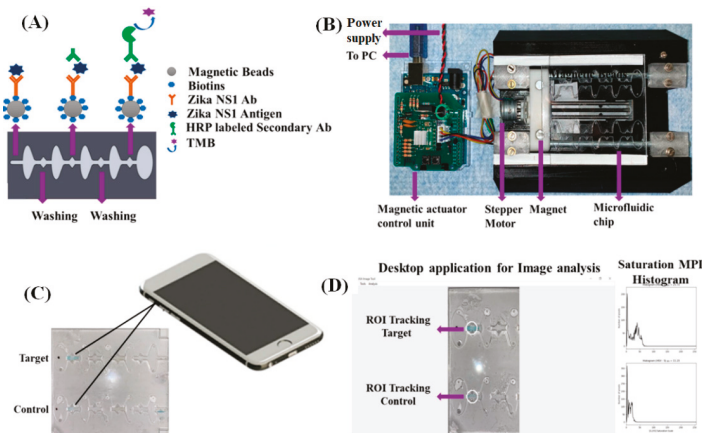 (A)
Magnetic Beads
Biotins
Zika NS1 Ab
Zika NS1 Antigen
HRP labeled Secondary Ab
TMB
Washing
Washing
(B)
Power
supply
To PC
Magnetic actuator
control unit
Stepper
Motor
Magnet
Microfluidic
chip
(C)
Target
Control
(D)
Desktop application for Image analysis
ROI Tracking
Target
ROI Tracking
Control
Saturation MPI
Histogram